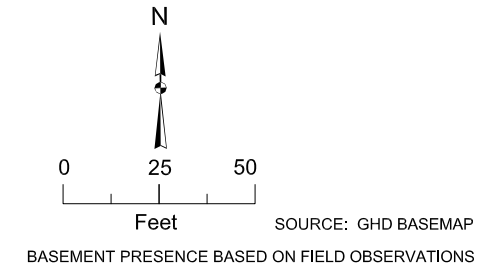 N
0 25 50
Feet
SOURCE: GHD BASEMAP
BASEMENT PRESENCE BASED ON FIELD OBSERVATIONS